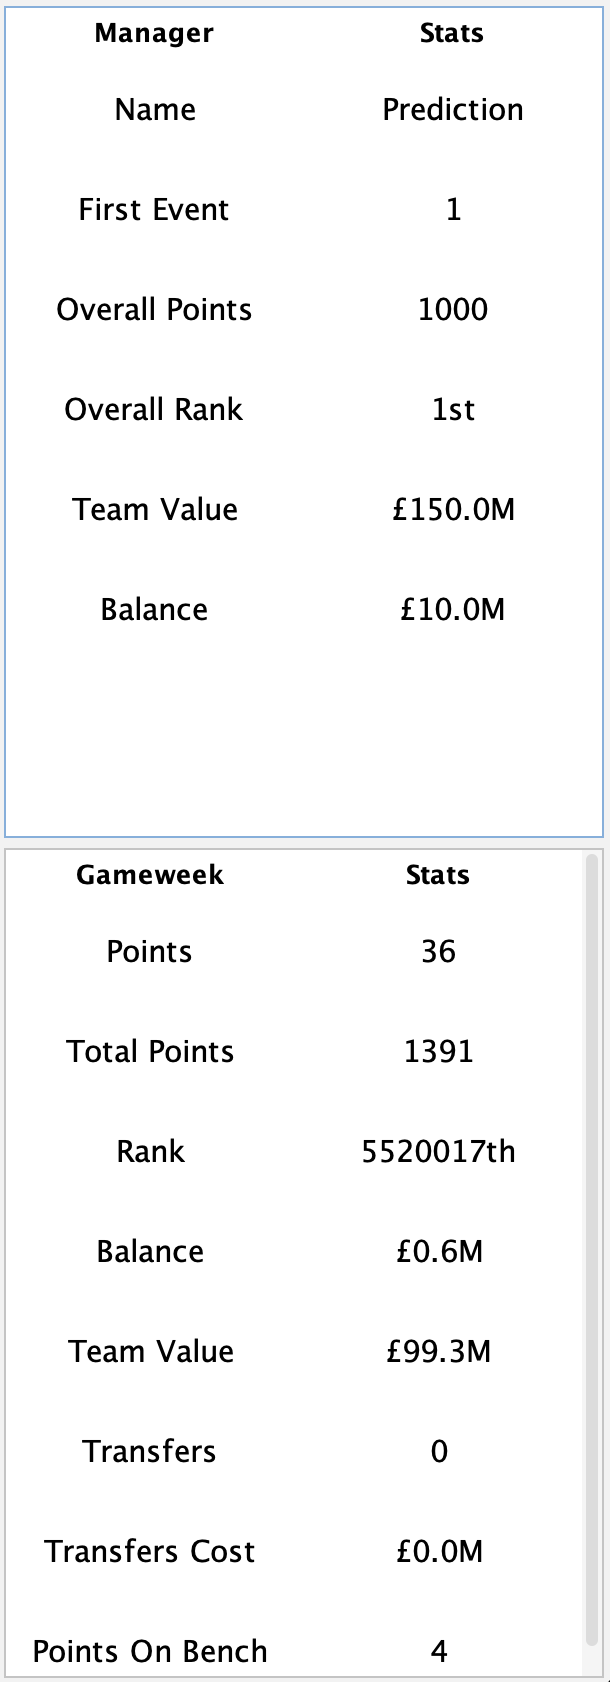 Manager Stats
Name Prediction
First Event 1
Overall Points 1000
Overall Rank 1st
Team Value £150.0M
Balance £10.0M
Gameweek Stats
Points 36
Total Points 1391
Rank 5520017th
Balance £0.6M
Team Value £99.3M
Transfers 0
Transfers Cost £0.0M
Points On Bench 4